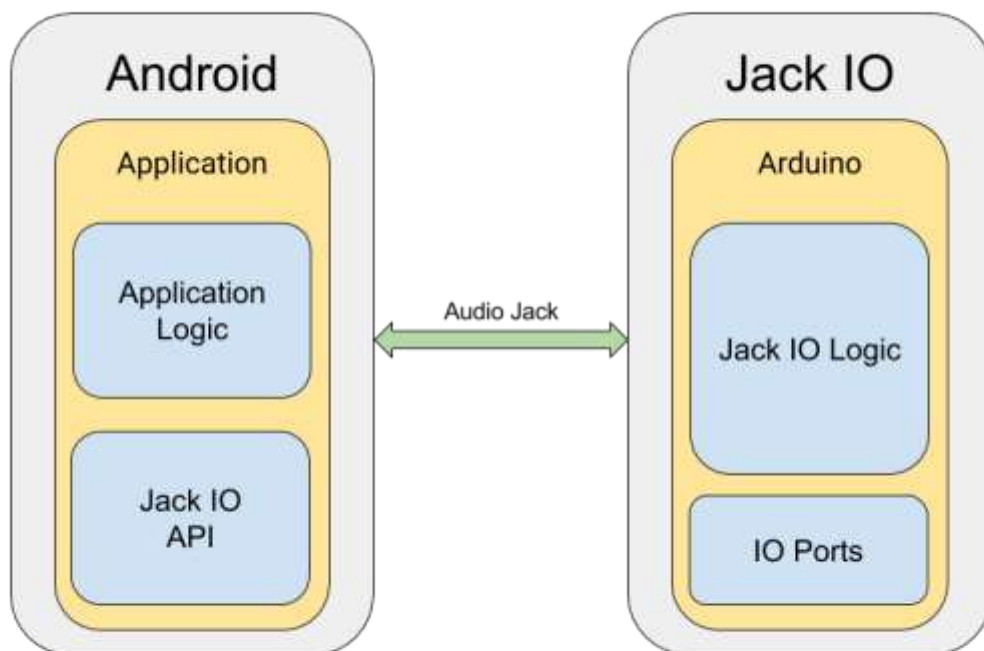 Android
Application
Application
Logic
Jack IO
API
Audio Jack
Jack IO
Arduino
Jack IO Logic
IO Ports